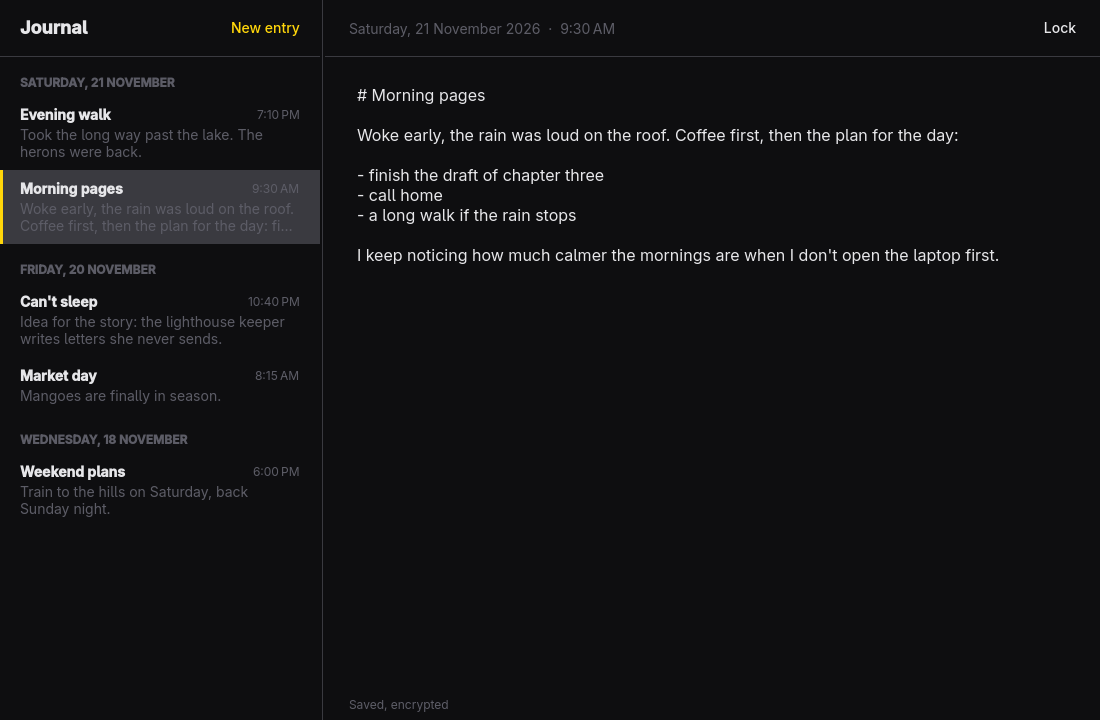 Journal
New entry
SATURDAY, 21 NOVEMBER
Evening walk
7:10 PM
Took the long way past the lake. The
herons were back.
Morning pages
9:30 AM
Woke early, the rain was loud on the roof.
Coffee first, then the plan for the day: fi...
FRIDAY, 20 NOVEMBER
Can't sleep
10:40 PM
Idea for the story: the lighthouse keeper
writes letters she never sends.
Market day
8:15 AM
Mangoes are finally in season.
WEDNESDAY, 18 NOVEMBER
Weekend plans
6:00 PM
Train to the hills on Saturday, back
Sunday night.
Saturday, 21 November 2026 · 9:30 AM
Lock
# Morning pages
Woke early, the rain was loud on the roof. Coffee first, then the plan for the day:
- finish the draft of chapter three
- call home
- a long walk if the rain stops
I keep noticing how much calmer the mornings are when I don't open the laptop first.
Saved, encrypted